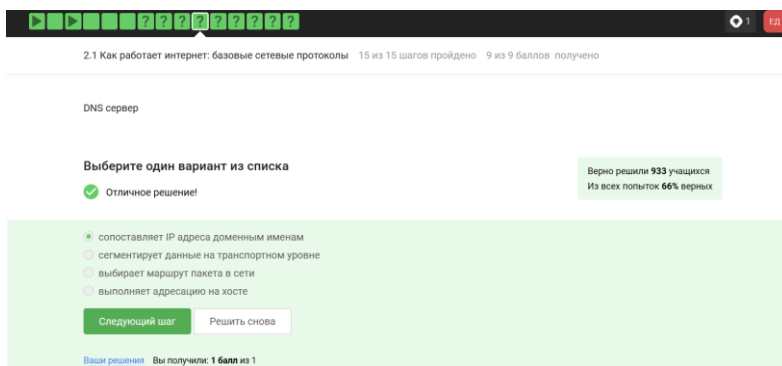 ? ? ? ? ? ? ? ? ? 1 ЕД
2.1 Как работает интернет: базовые сетевые протоколы 15 из 15 шагов пройдено 9 из 9 баллов получено
DNS сервер
Выберите один вариант из списка
Отличное решение!
Верно решили 933 учащихся
Из всех попыток 66% верных
сопоставляет IP адреса доменным именам
сегментирует данные на транспортном уровне
выбирает маршрут пакета в сети
выполняет адресацию на хосте
Следующий шаг Решить снова
Ваши решения Вы получили: 1 балл из 1